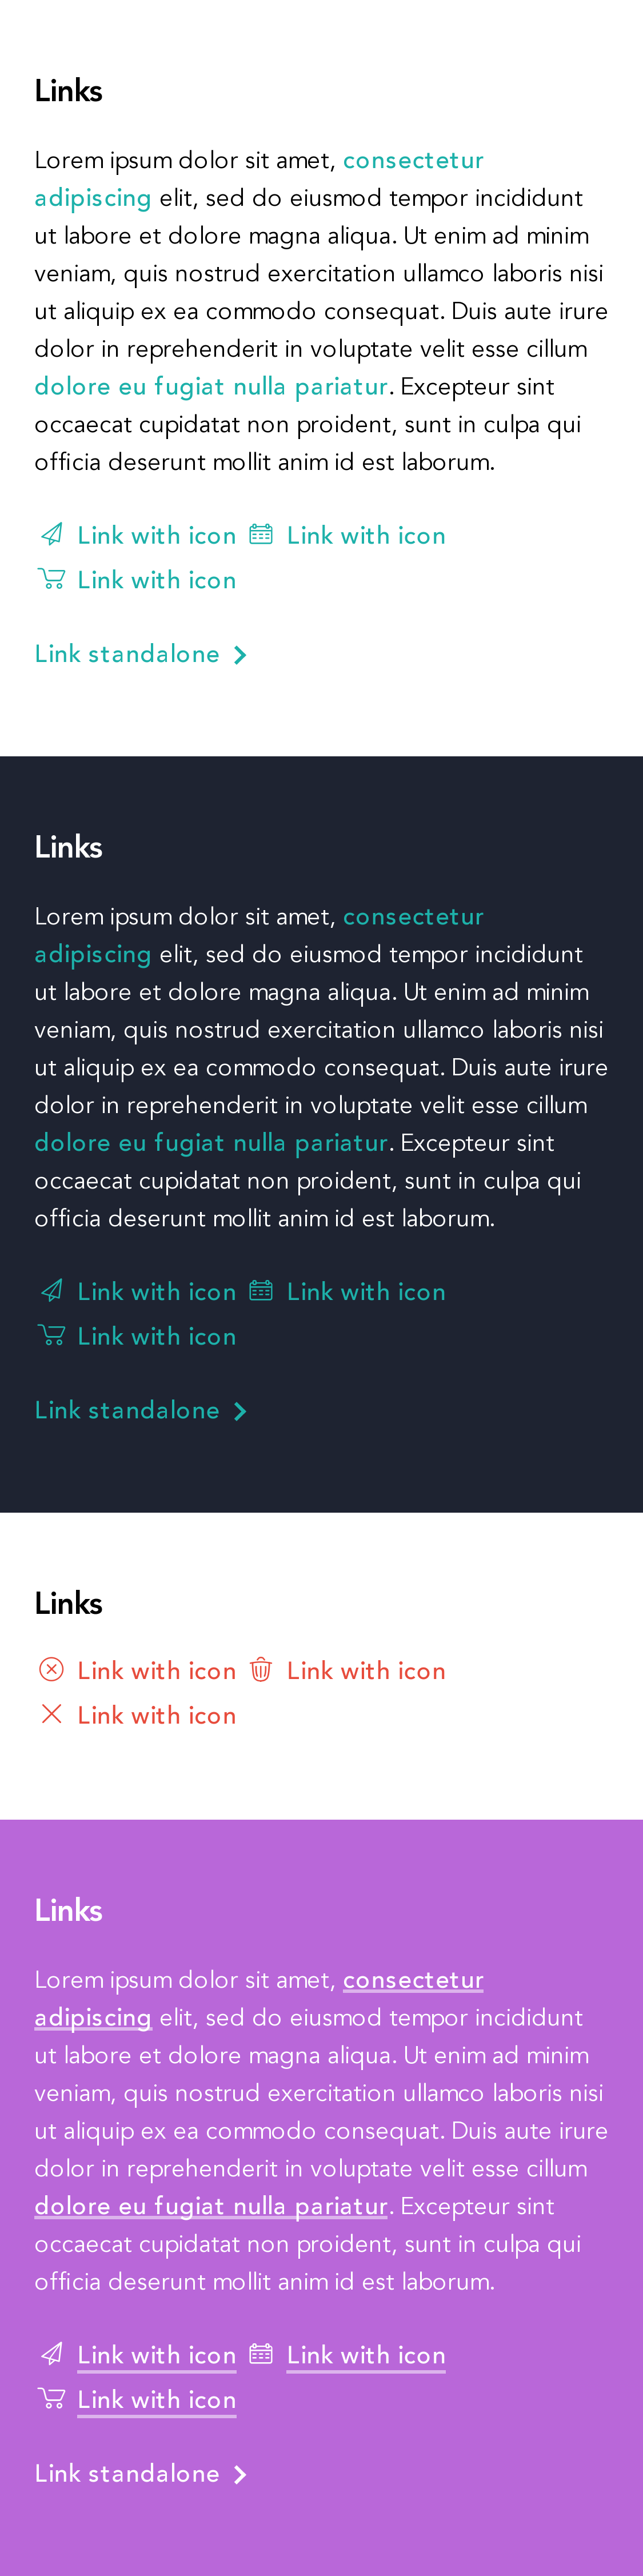 Links
Lorem ipsum dolor sit amet, consectetur
adipiscing elit, sed do eiusmod tempor incididunt
ut labore et dolore magna aliqua. Ut enim ad minim
veniam, quis nostrud exercitation ullamco laboris nisi
ut aliquip ex ea commodo consequat. Duis aute irure
dolor in reprehenderit in voluptate velit esse cillum
dolore eu fugiat nulla pariatur. Excepteur sint
occaecat cupidatat non proident, sunt in culpa qui
officia deserunt mollit anim id est laborum.
Link with icon Link with icon
Link with icon
Link standalone
Links
Lorem ipsum dolor sit amet, consectetur
adipiscing elit, sed do eiusmod tempor incididunt
ut labore et dolore magna aliqua. Ut enim ad minim
veniam, quis nostrud exercitation ullamco laboris nisi
ut aliquip ex ea commodo consequat. Duis aute irure
dolor in reprehenderit in voluptate velit esse cillum
dolore eu fugiat nulla pariatur. Excepteur sint
occaecat cupidatat non proident, sunt in culpa qui
officia deserunt mollit anim id est laborum.
Link with icon Link with icon
Link with icon
Link standalone
Links
Link with icon Link with icon
Link with icon
Links
Lorem ipsum dolor sit amet, consectetur
adipiscing elit, sed do eiusmod tempor incididunt
ut labore et dolore magna aliqua. Ut enim ad minim
veniam, quis nostrud exercitation ullamco laboris nisi
ut aliquip ex ea commodo consequat. Duis aute irure
dolor in reprehenderit in voluptate velit esse cillum
dolore eu fugiat nulla pariatur. Excepteur sint
occaecat cupidatat non proident, sunt in culpa qui
officia deserunt mollit anim id est laborum.
Link with icon Link with icon
Link with icon
Link standalone